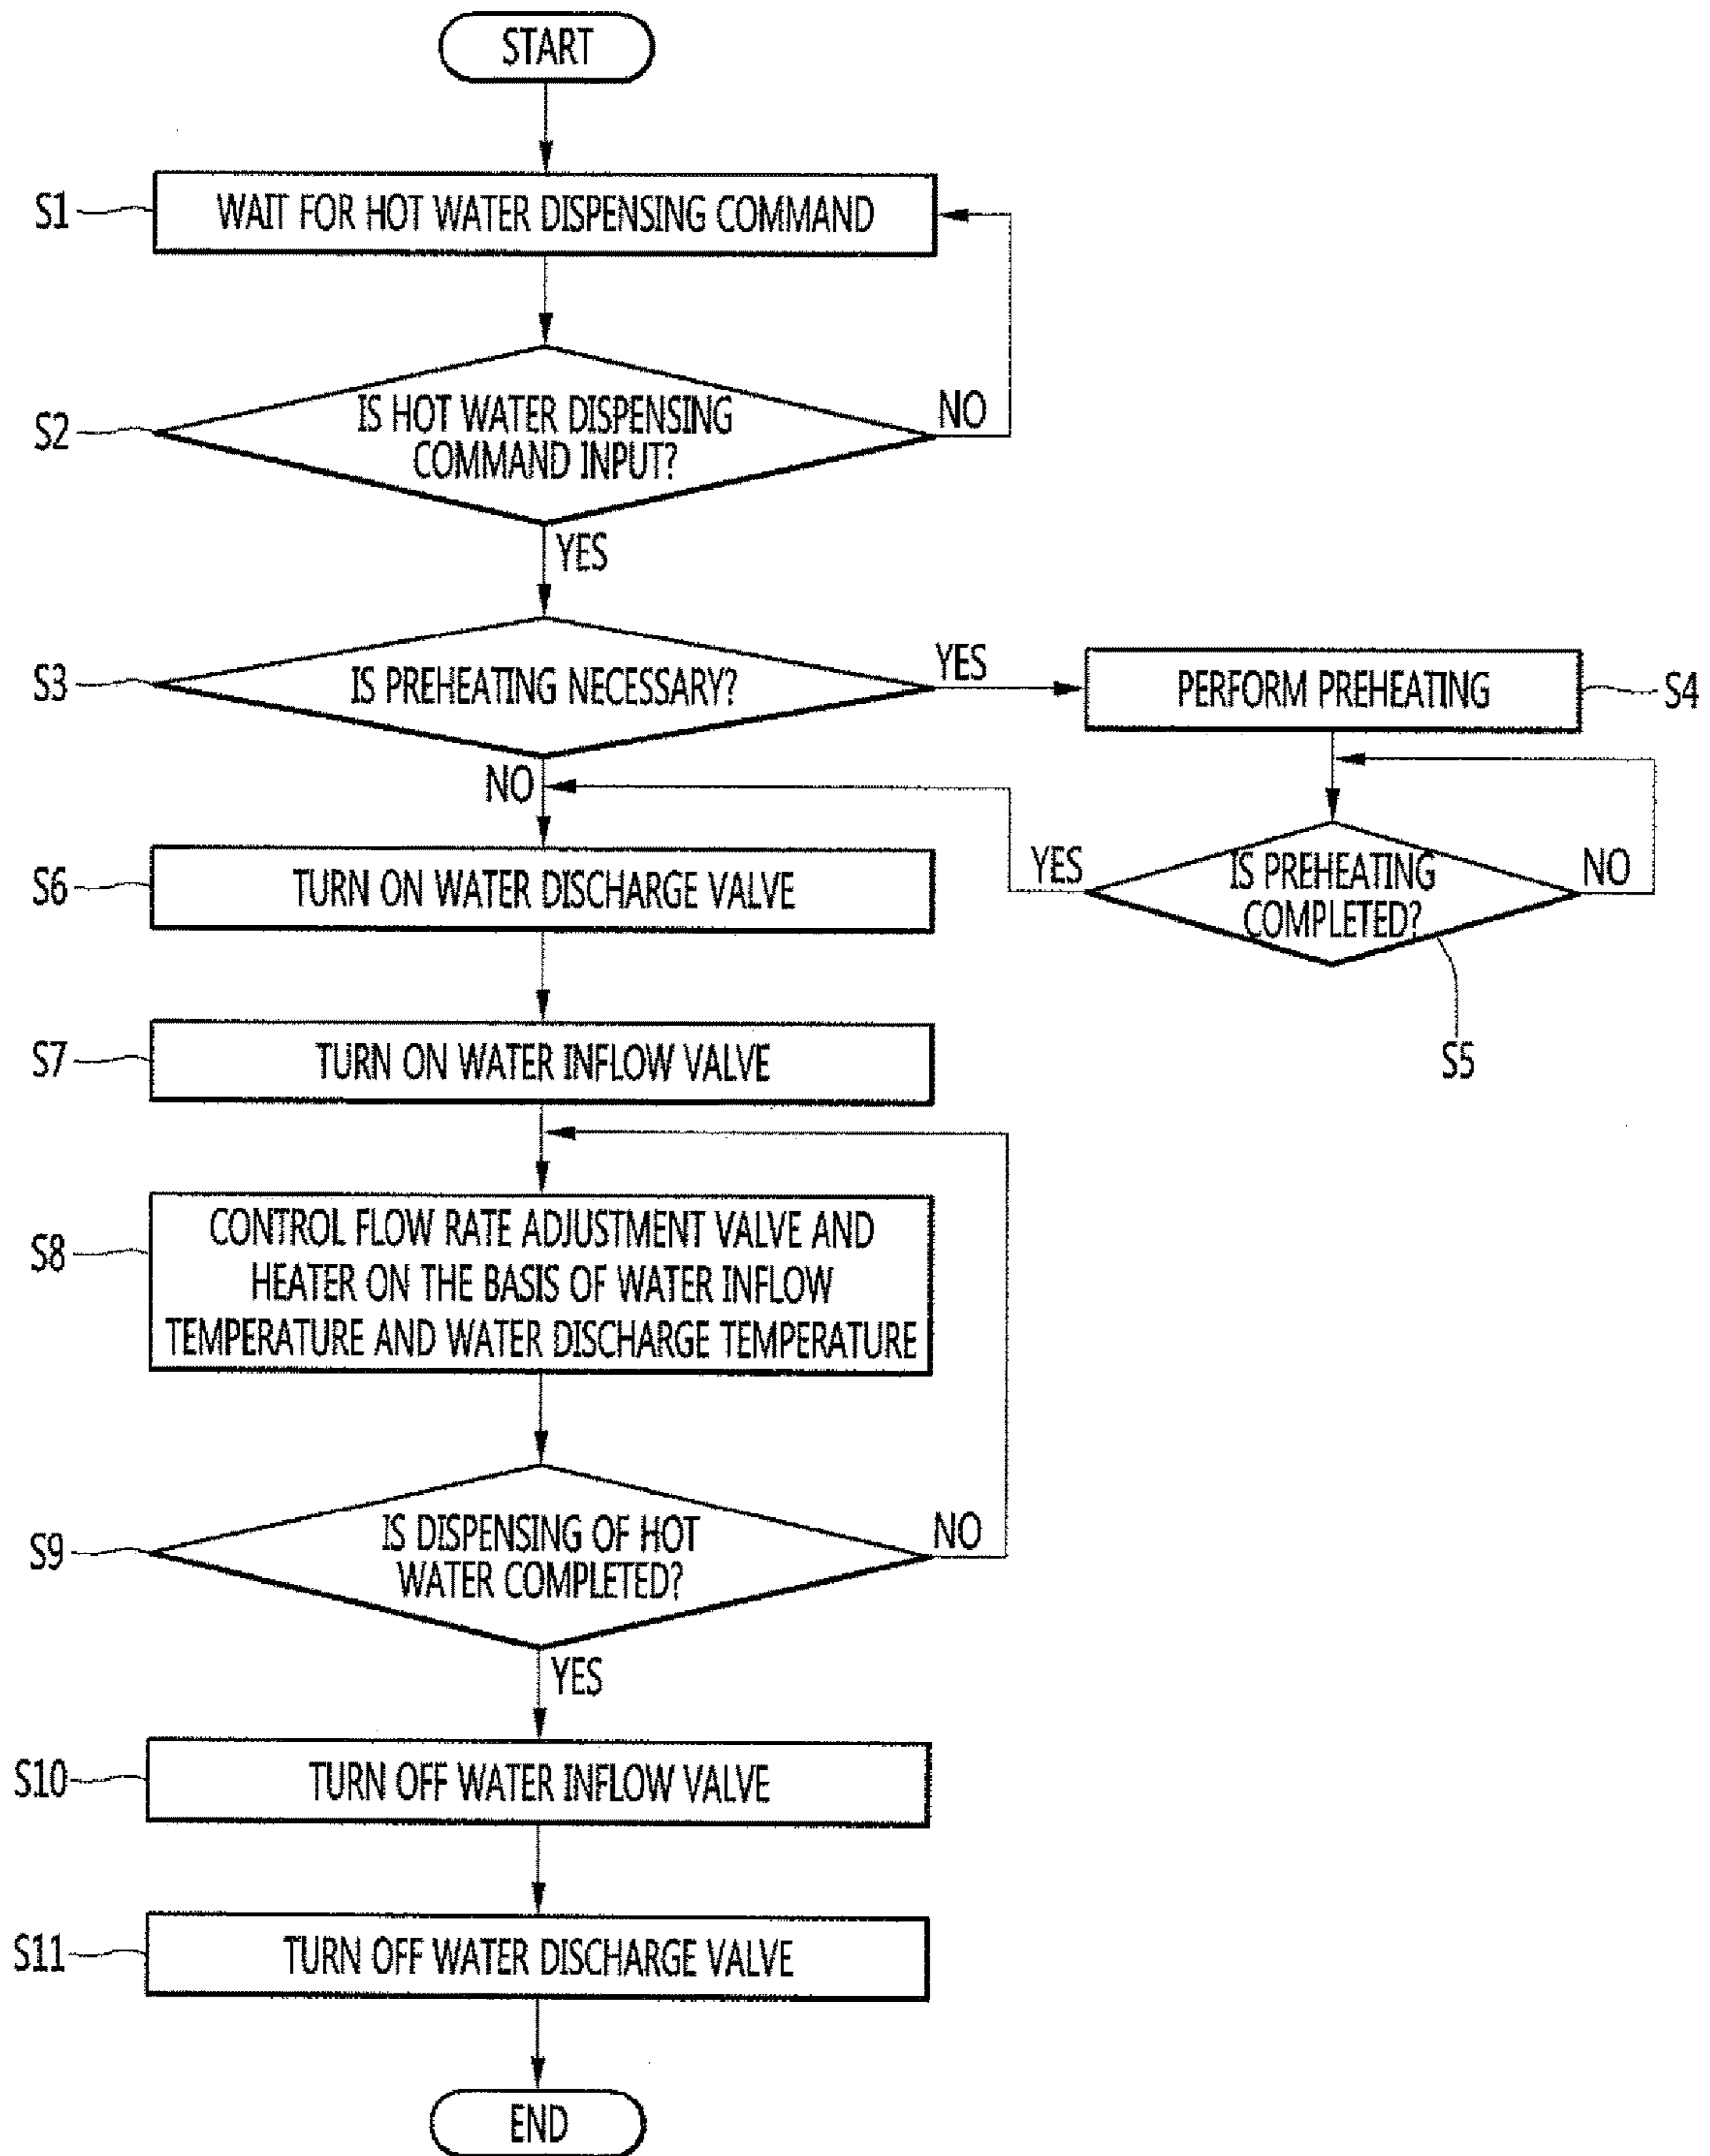 START
S1
WAIT FOR HOT WATER DISPENSING COMMAND
S2
IS HOT WATER DISPENSING
COMMAND INPUT?
NO
YES
S3
IS PREHEATING NECESSARY?
YES
PERFORM PREHEATING
S4
NO
S6
TURN ON WATER DISCHARGE VALVE
YES
IS PREHEATING
COMPLETED?
NO
S5
S7
TURN ON WATER INFLOW VALVE
S8
CONTROL FLOW RATE ADJUSTMENT VALVE AND
HEATER ON THE BASIS OF WATER INFLOW
TEMPERATURE AND WATER DISCHARGE TEMPERATURE
S9
IS DISPENSING OF HOT
WATER COMPLETED?
NO
YES
S10
TURN OFF WATER INFLOW VALVE
S11
TURN OFF WATER DISCHARGE VALVE
END